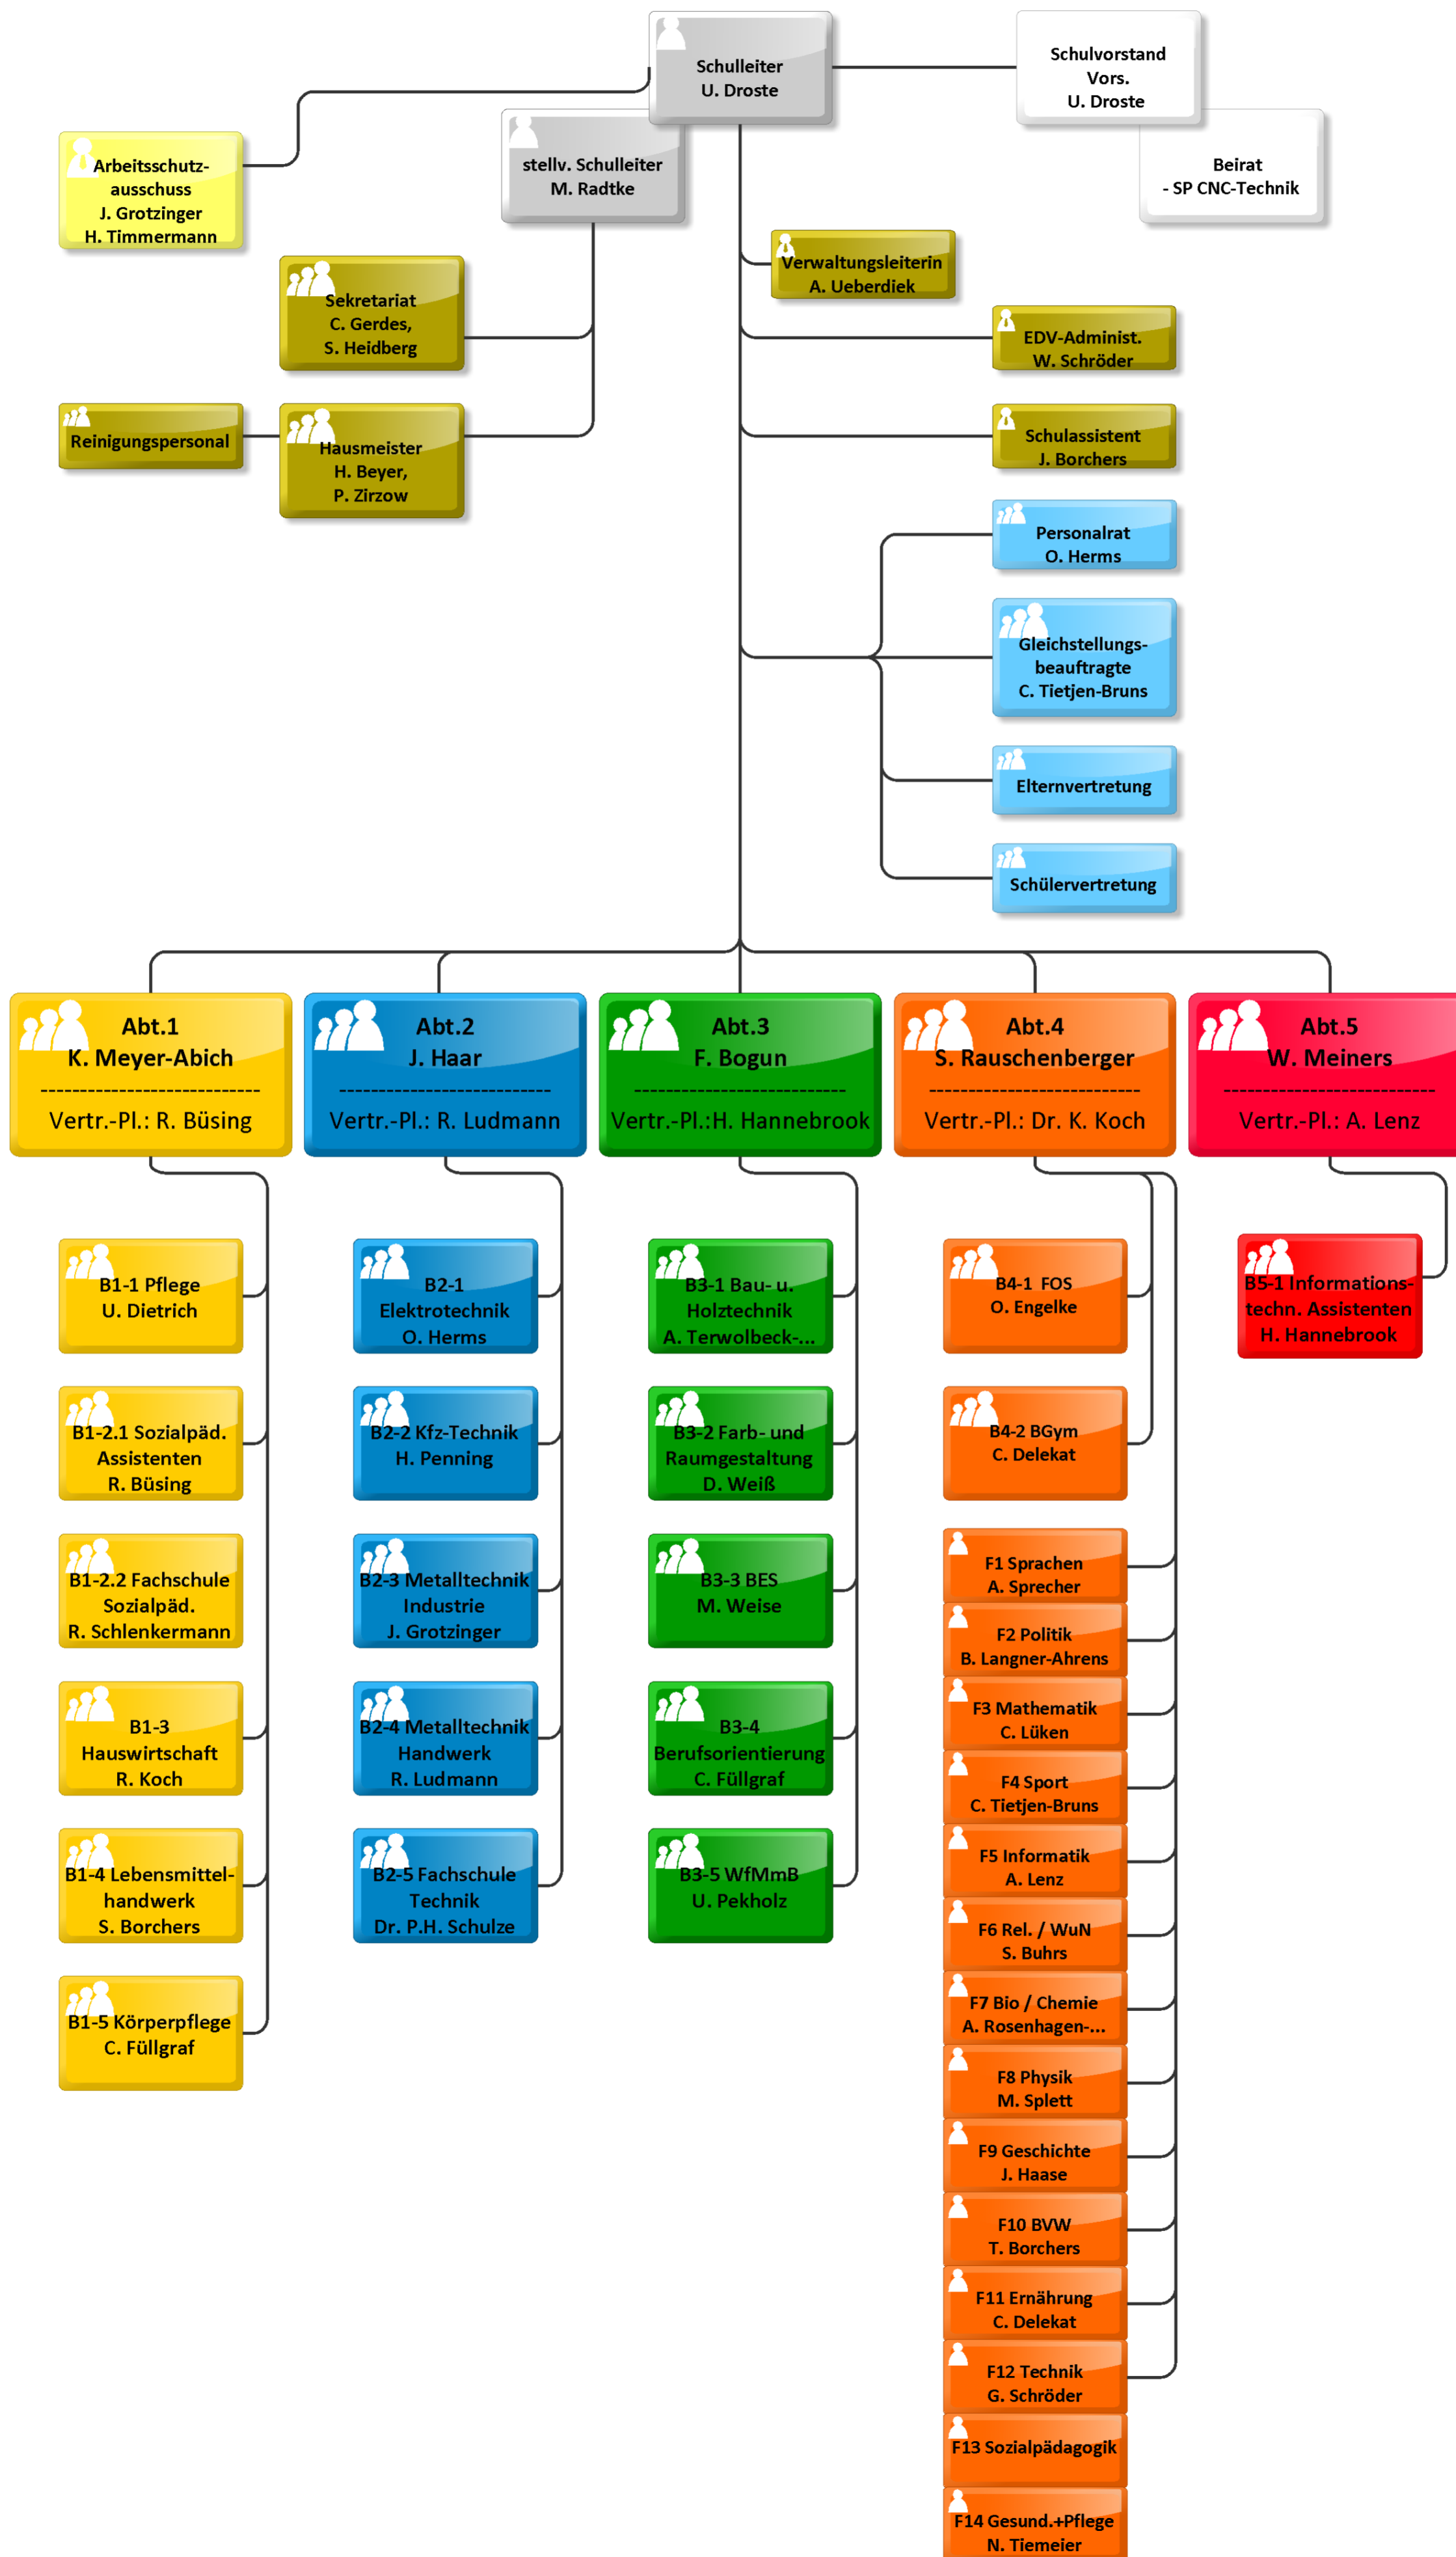 Schulleiter
U. Droste
Schulvorstand
Vors.
U. Droste
Arbeitsschutz-
ausschuss
J. Grotzinger
H. Timmermann
stellv. Schulleiter
M. Radtke
Beirat
- SP CNC-Technik
Verwaltungsleiterin
A. Ueberdiek
Sekretariat
C. Gerdes,
S. Heidberg
EDV-Administ.
W. Schröder
Reinigungspersonal
Hausmeister
H. Beyer,
P. Zirzow
Schulassistent
J. Borchers
Personalrat
O. Herms
Gleichstellungs-
beauftragte
C. Tietjen-Bruns
Elternvertretung
Schülervertretung
Abt.1
K. Meyer-Abich
---------------------------
Vertr.-Pl.: R. Büsing
Abt.2
J. Haar
--------------------------
Vertr.-Pl.: R. Ludmann
Abt.3
F. Bogun
--------------------------
Vertr.-Pl.:H. Hannebrook
Abt.4
S. Rauschenberger
--------------------------
Vertr.-Pl.: Dr. K. Koch
Abt.5
W. Meiners
--------------------------
Vertr.-Pl.: A. Lenz
B1-1 Pflege
U. Dietrich
B1-2.1 Sozialpäd.
Assistenten
R. Büsing
B1-2.2 Fachschule
Sozialpäd.
R. Schlenkermann
B1-3
Hauswirtschaft
R. Koch
B1-4 Lebensmittel-
handwerk
S. Borchers
B1-5 Körperpflege
C. Füllgraf
B2-1
Elektrotechnik
O. Herms
B2-2 Kfz-Technik
H. Penning
B2-3 Metalltechnik
Industrie
J. Grotzinger
B2-4 Metalltechnik
Handwerk
R. Ludmann
B2-5 Fachschule
Technik
Dr. P.H. Schulze
B3-1 Bau- u.
Holztechnik
A. Terwolbeck-...
B3-2 Farb- und
Raumgestaltung
D. Weiß
B3-3 BES
M. Weise
B3-4
Berufsorientierung
C. Füllgraf
B3-5 WfMmB
U. Pekholz
B4-1 FOS
O. Engelke
B4-2 BGym
C. Delekat
F1 Sprachen
A. Sprecher
F2 Politik
B. Langner-Ahrens
F3 Mathematik
C. Lüken
F4 Sport
C. Tietjen-Bruns
F5 Informatik
A. Lenz
F6 Rel. / WuN
S. Buhrs
F7 Bio / Chemie
A. Rosenhagen-...
F8 Physik
M. Splett
F9 Geschichte
J. Haase
F10 BVW
T. Borchers
F11 Ernährung
C. Delekat
F12 Technik
G. Schröder
F13 Sozialpädagogik
F14 Gesund.+Pflege
N. Tiemeier
B5-1 Informations-
techn. Assistenten
H. Hannebrook